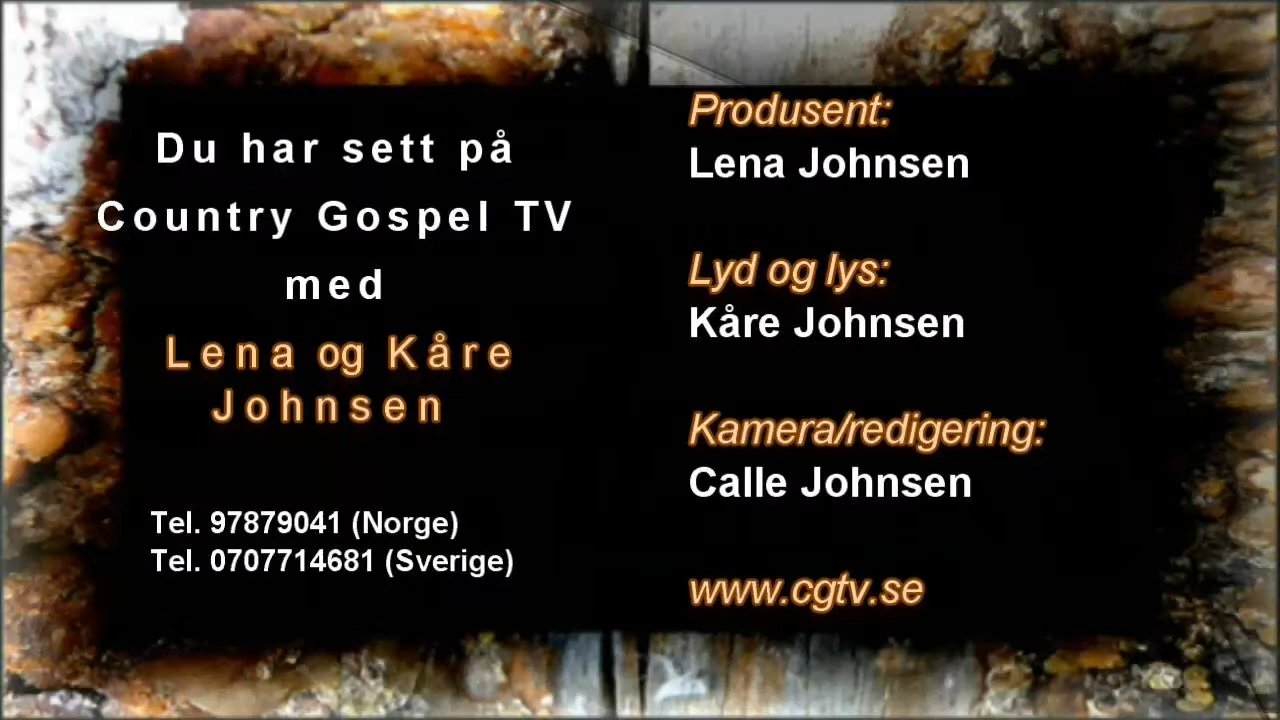 Du har sett på
Country Gospel TV
med
Lena og Kåre
Johnsen
Tel. 97879041 (Norge)
Tel. 0707714681 (Sverige)
Produsent:
Lena Johnsen
Lyd og lys:
Kåre Johnsen
Kamera/redigering:
Calle Johnsen
www.cgtv.se